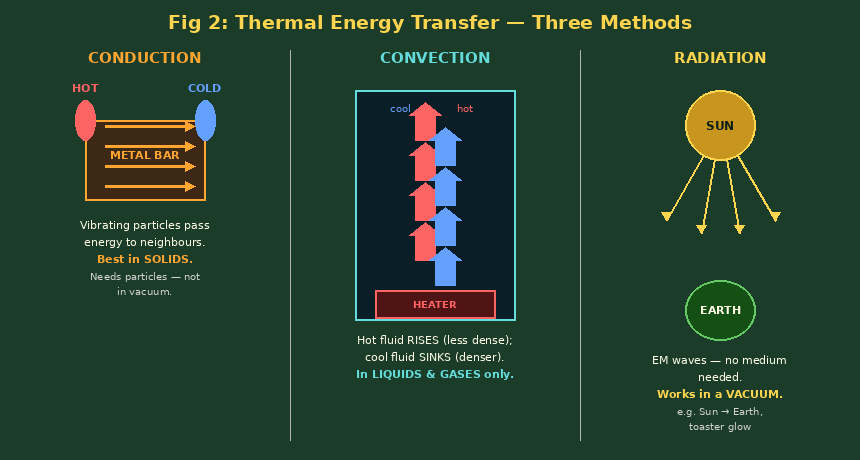 Fig 2: Thermal Energy Transfer — Three Methods
CONDUCTION
HOT
COLD
METAL BAR
Vibrating particles pass
energy to neighbours.
Best in SOLIDS.
Needs particles — not
in vacuum.
CONVECTION
cool
hot
HEATER
Hot fluid RISES (less dense);
cool fluid SINKS (denser).
In LIQUIDS & GASES only.
RADIATION
SUN
EARTH
EM waves — no medium
needed.
Works in a VACUUM.
e.g. Sun → Earth,
toaster glow